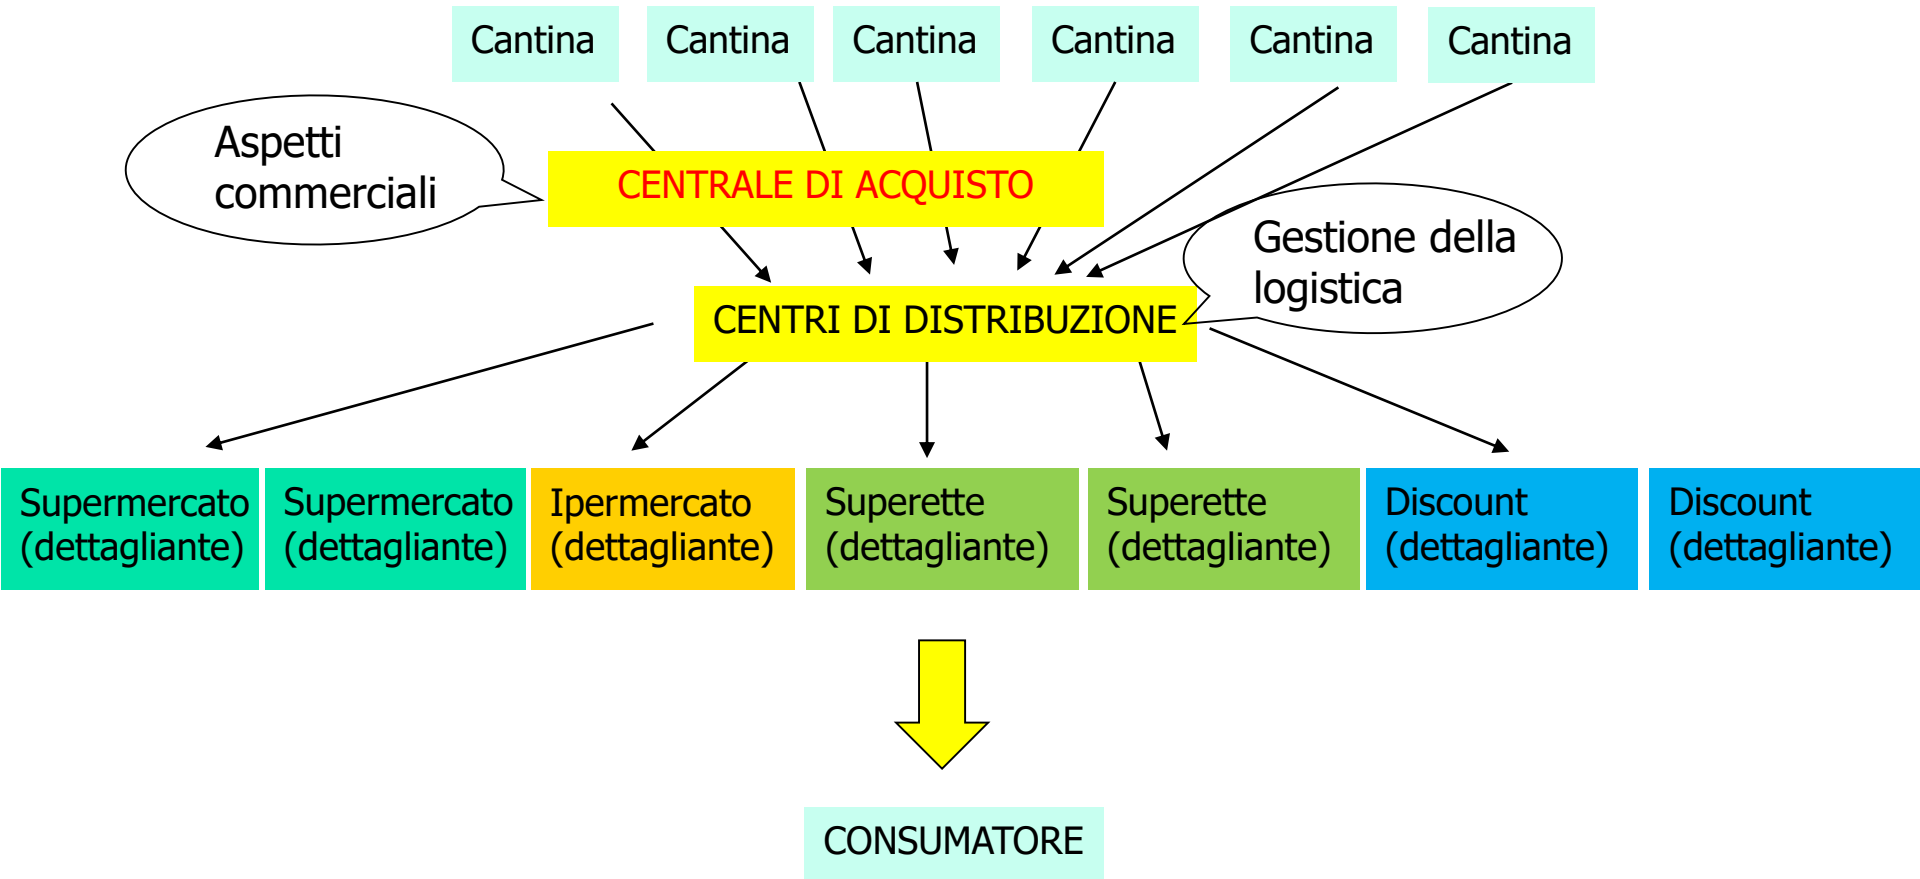 Cantina
Cantina
Cantina
Cantina
Cantina
Cantina
Aspetti
commerciali
CENTRALE DI ACQUISTO
Gestione della
logistica
CENTRI DI DISTRIBUZIONE
Supermercato
(dettagliante)
Supermercato
(dettagliante)
Ipermercato
(dettagliante)
Superette
(dettagliante)
Superette
(dettagliante)
Discount
(dettagliante)
Discount
(dettagliante)
CONSUMATORE